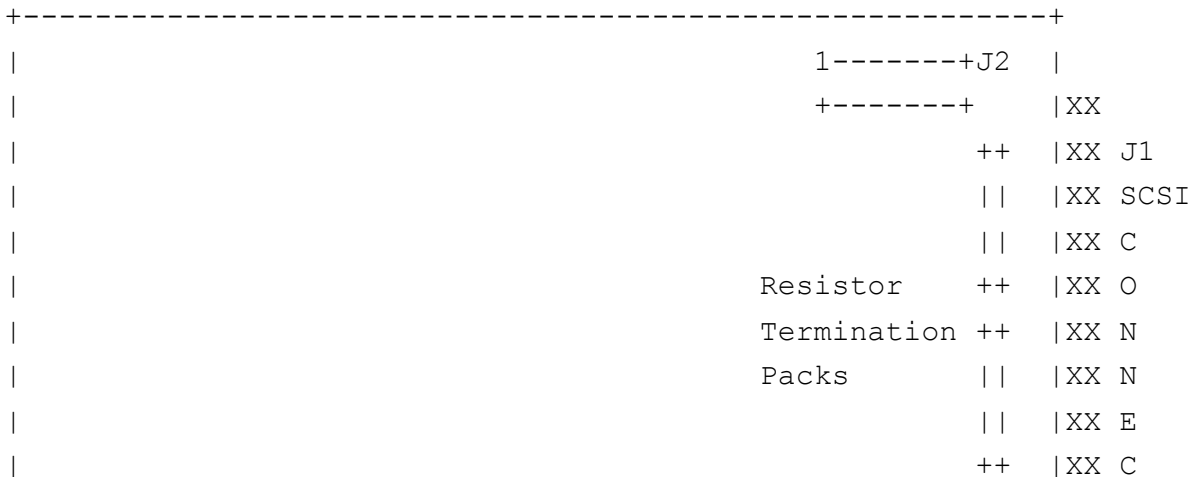 +-------------------------------------------------------+
|                                            1-------+J2  |
|                                            +-------+    |XX
|                                                     ++  |XX J1
|                                                     ||  |XX SCSI
|                                                     ||  |XX C
|                                         Resistor    ++  |XX O
|                                         Termination ++  |XX N
|                                         Packs       ||  |XX N
|                                                     ||  |XX E
|                                                     ++  |XX C